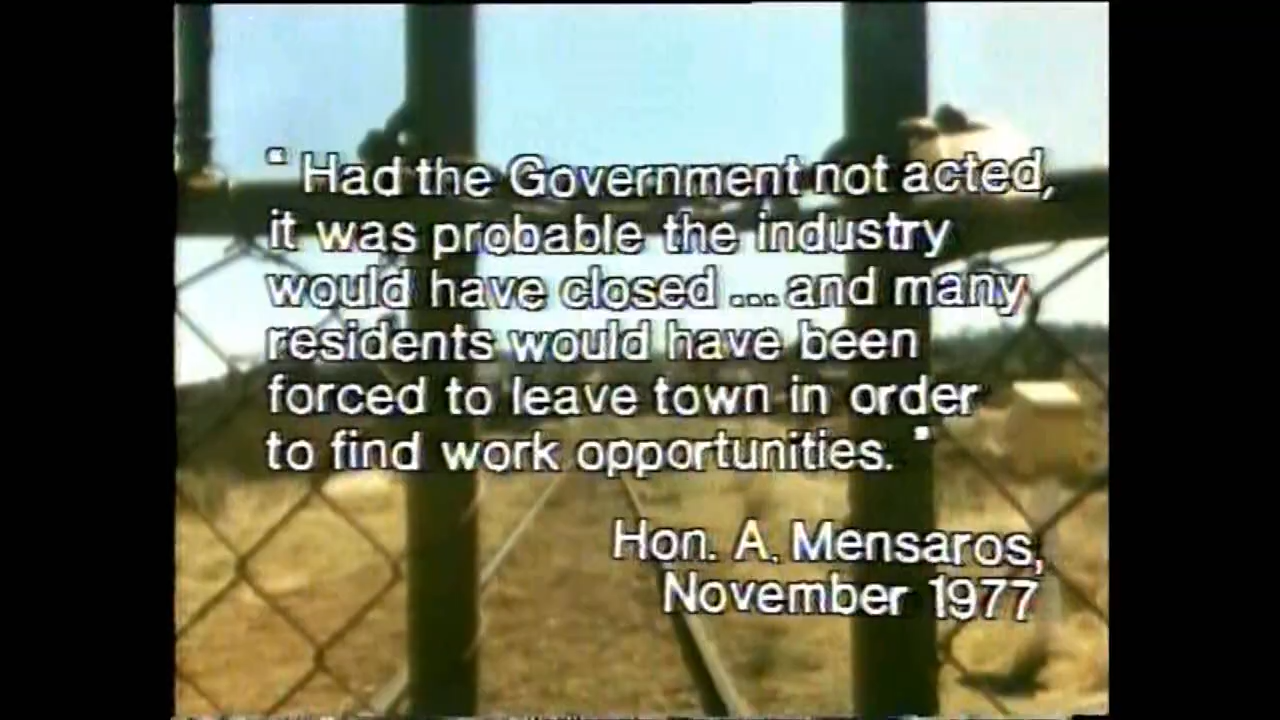 " Had the Government not acted,
it was probable the industry
would have closed ... and many
residents would have been
forced to leave town in order
to find work opportunities. "
Hon. A. Mensaros,
November 1977